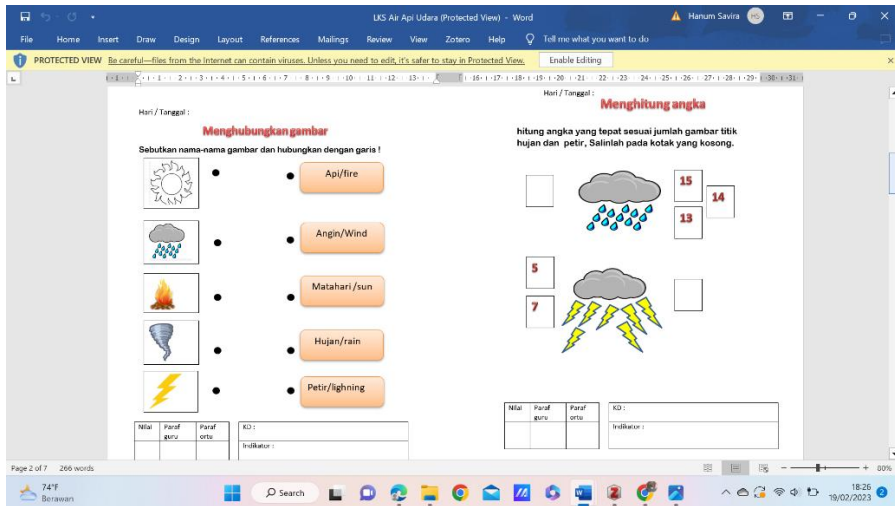 LKS Air Api Udara (Protected View) - Word
Hanum Savira
HS
File Home Insert Draw Design Layout References Mailings Review View Zotero Help Tell me what you want to do
PROTECTED VIEW Be careful—files from the Internet can contain viruses. Unless you need to edit, it's safer to stay in Protected View. Enable Editing
Hari / Tanggal :
Menghubungkan gambar
Sebutkan nama-nama gambar dan hubungkan dengan garis !
Api/fire
Angin/Wind
Matahari/sun
Hujan/rain
Petir/lighning
Nilai Paraf guru Paraf ortu KD :
Indikator :
Hari / Tanggal :
Menghitung angka
hitung angka yang tepat sesuai jumlah gambar titik
hujan dan petir, Salinlah pada kotak yang kosong.
15
14
13
5
7
Nilai Paraf guru Paraf ortu KD :
Indikator :
Page 2 of 7 266 words
80%
74°F
Berawan
Search
18:26
19/02/2023
2